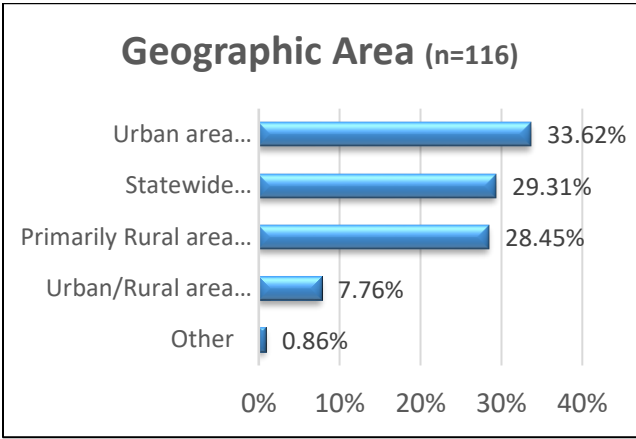 Geographic Area (n=116)
Urban area... 33.62%
Statewide... 29.31%
Primarily Rural area... 28.45%
Urban/Rural area... 7.76%
Other 0.86%
0% 10% 20% 30% 40%